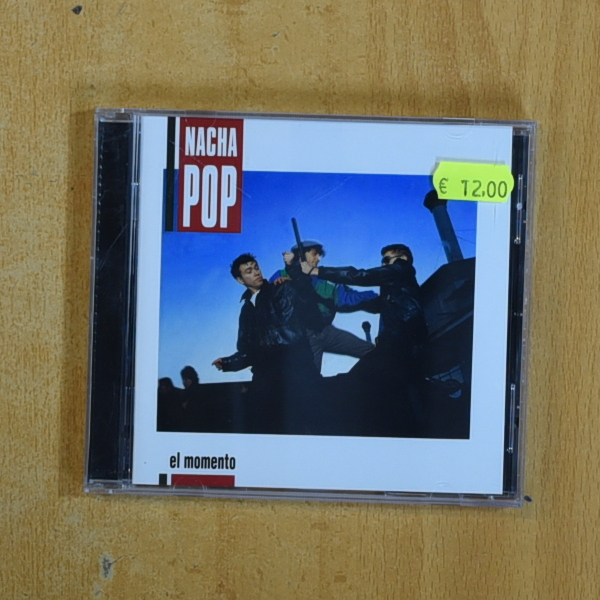 NACHA
POP
€ 12,00
el momento